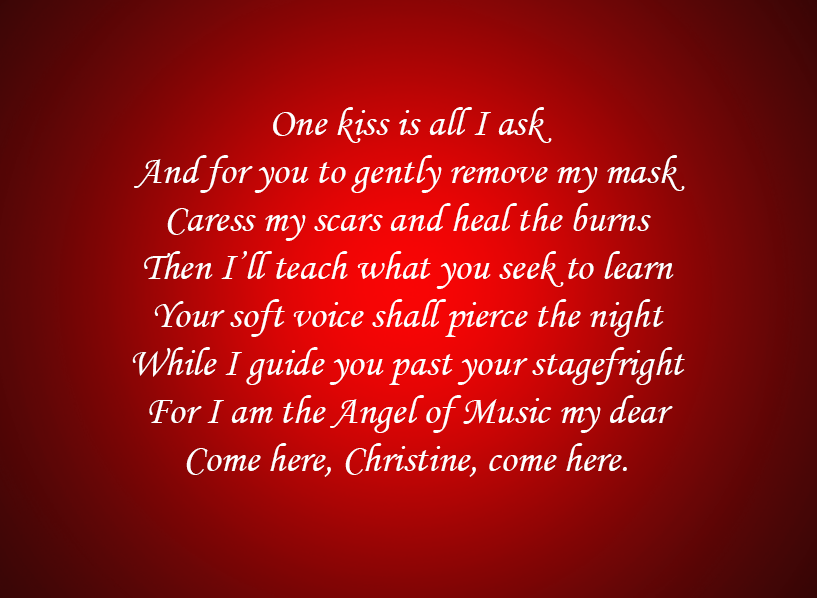 One kiss is all I ask
And for you to gently remove my mask
Caress my scars and heal the burns
Then I’ll teach what you seek to learn
Your soft voice shall pierce the night
While I guide you past your stagefright
For I am the Angel of Music my dear
Come here, Christine, come here.